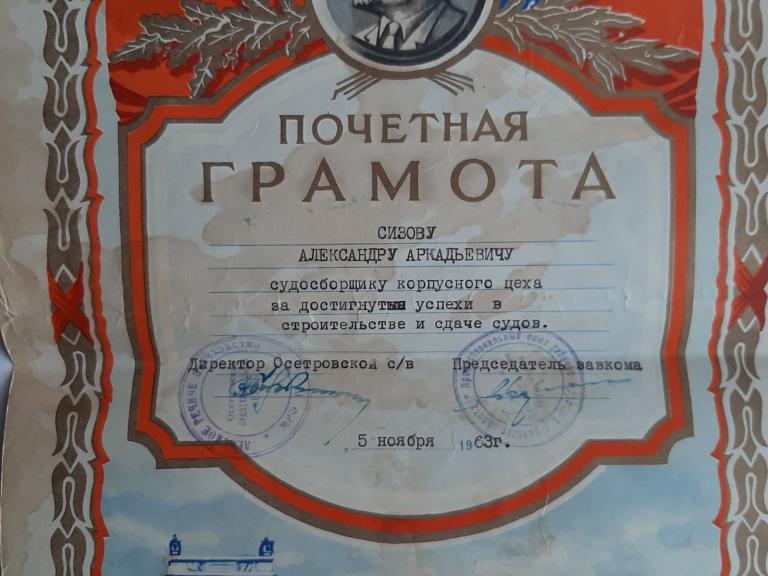 ПОЧЕТНАЯ
ГРАМОТА
СИЗОВУ
АЛЕКСАНДРУ АРКАДЬЕВИЧУ
судосборщику корпусного цеха
за достигнутые успехи в
строительстве и сдаче судов.
Директор Осетровской с/в Председатель завкома
5 ноября 1963г.